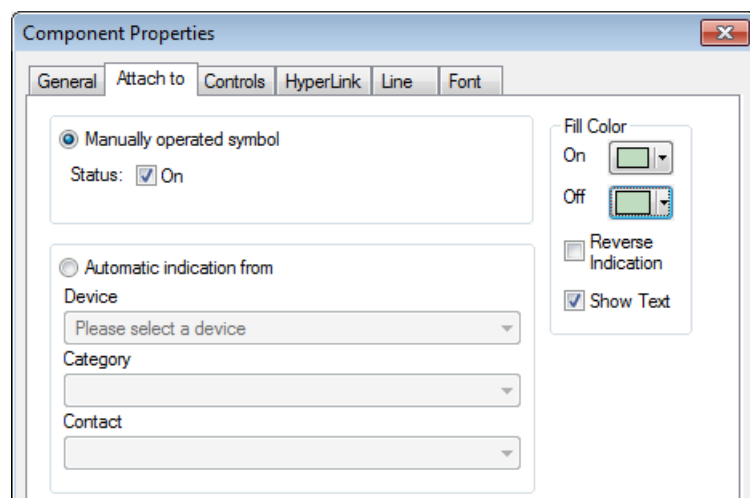 Component Properties
General Attach to Controls HyperLink Line Font
Manually operated symbol
Status: On
Automatic indication from
Device
Please select a device
Category
Contact
Fill Color
On
Off
Reverse
Indication
Show Text